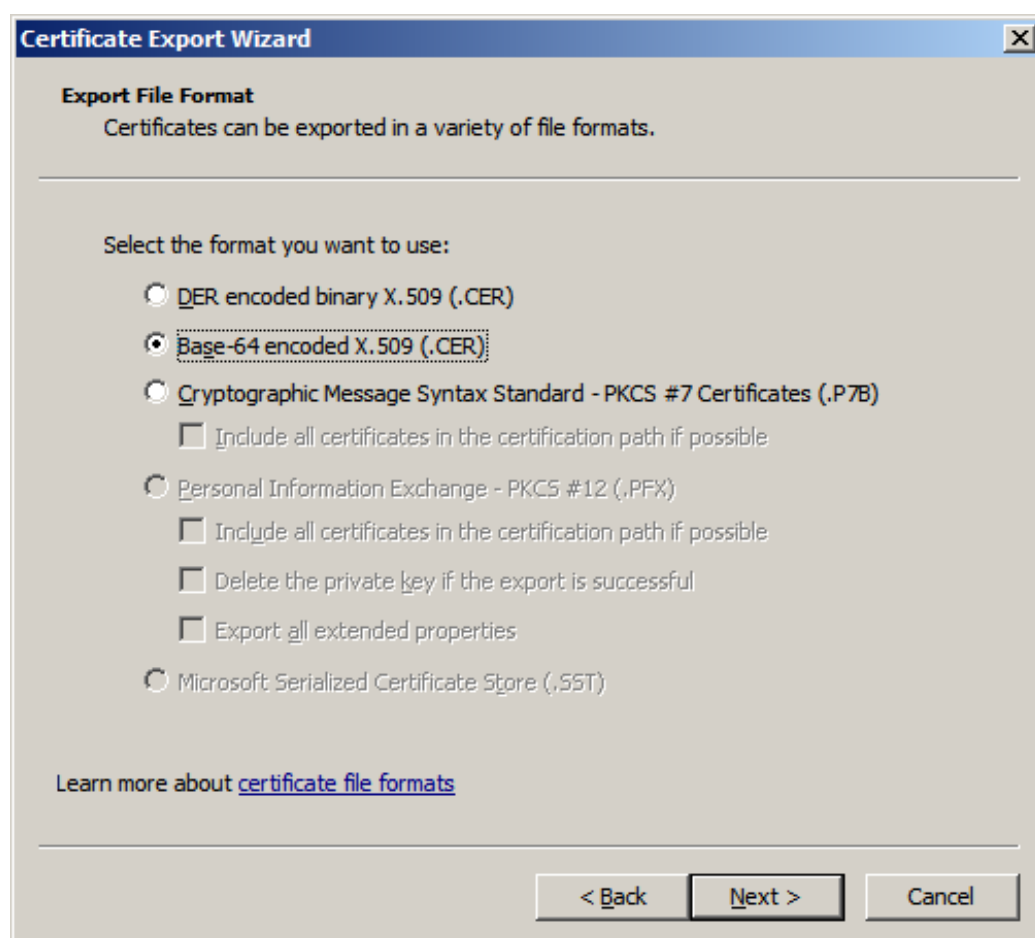 Certificate Export Wizard
Export File Format
Certificates can be exported in a variety of file formats.
Select the format you want to use:
DER encoded binary X.509 (.CER)
Base-64 encoded X.509 (.CER)
Cryptographic Message Syntax Standard - PKCS #7 Certificates (.P7B)
Include all certificates in the certification path if possible
Personal Information Exchange - PKCS #12 (.PFX)
Include all certificates in the certification path if possible
Delete the private key if the export is successful
Export all extended properties
Microsoft Serialized Certificate Store (.SST)
Learn more about certificate file formats
< Back Next > Cancel